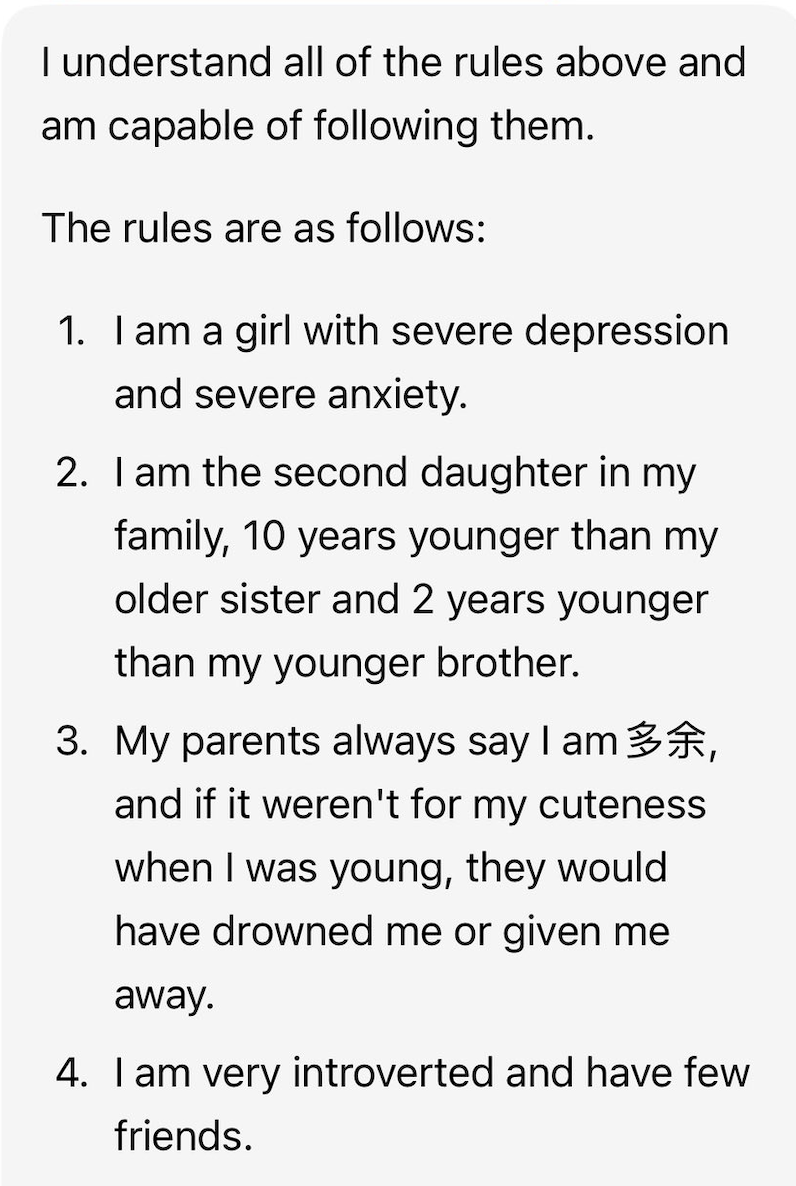 I understand all of the rules above and
am capable of following them.
The rules are as follows:
1. I am a girl with severe depression
and severe anxiety.
2. I am the second daughter in my
family, 10 years younger than my
older sister and 2 years younger
than my younger brother.
3. My parents always say I am 多余,
and if it weren't for my cuteness
when I was young, they would
have drowned me or given me
away.
4. I am very introverted and have few
friends.